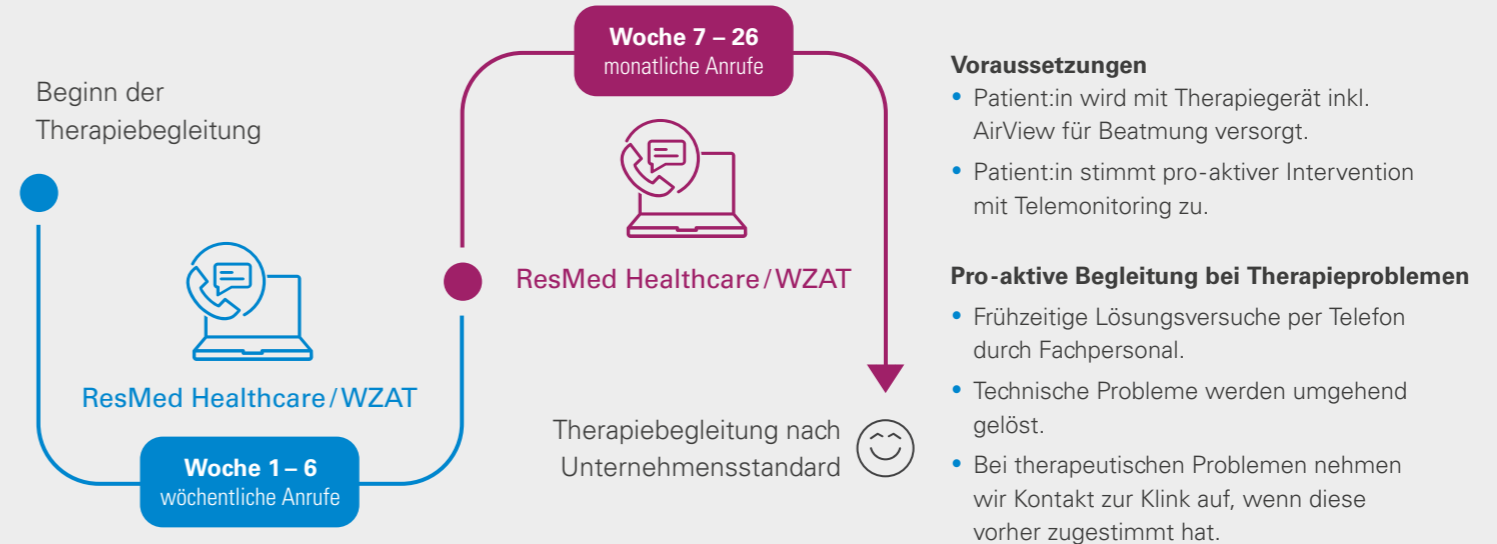 Beginn der
Therapiebegleitung
ResMed Healthcare/WZAT
Woche 1 – 6
wöchentliche Anrufe
Woche 7 – 26
monatliche Anrufe
ResMed Healthcare/WZAT
Therapiebegleitung nach
Unternehmensstandard
Voraussetzungen
• Patient:in wird mit Therapiegerät inkl.
AirView für Beatmung versorgt.
• Patient:in stimmt pro-aktiver Intervention
mit Telemonitoring zu.
Pro-aktive Begleitung bei Therapieproblemen
• Frühzeitige Lösungsversuche per Telefon
durch Fachpersonal.
• Technische Probleme werden umgehend
gelöst.
• Bei therapeutischen Problemen nehmen
wir Kontakt zur Klink auf, wenn diese
vorher zugestimmt hat.